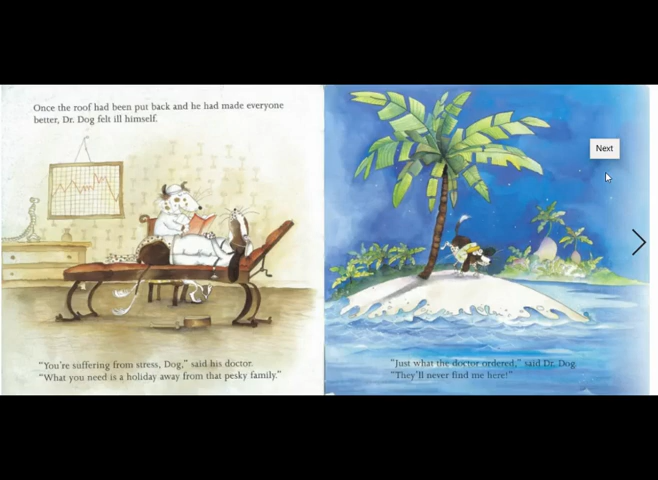 Once the roof had been put back and he had made everyone
better, Dr. Dog felt ill himself.
"You're suffering from stress, Dog," said his doctor.
"What you need is a holiday away from that pesky family."
Next
"Just what the doctor ordered," said Dr. Dog.
"They'll never find me here!"